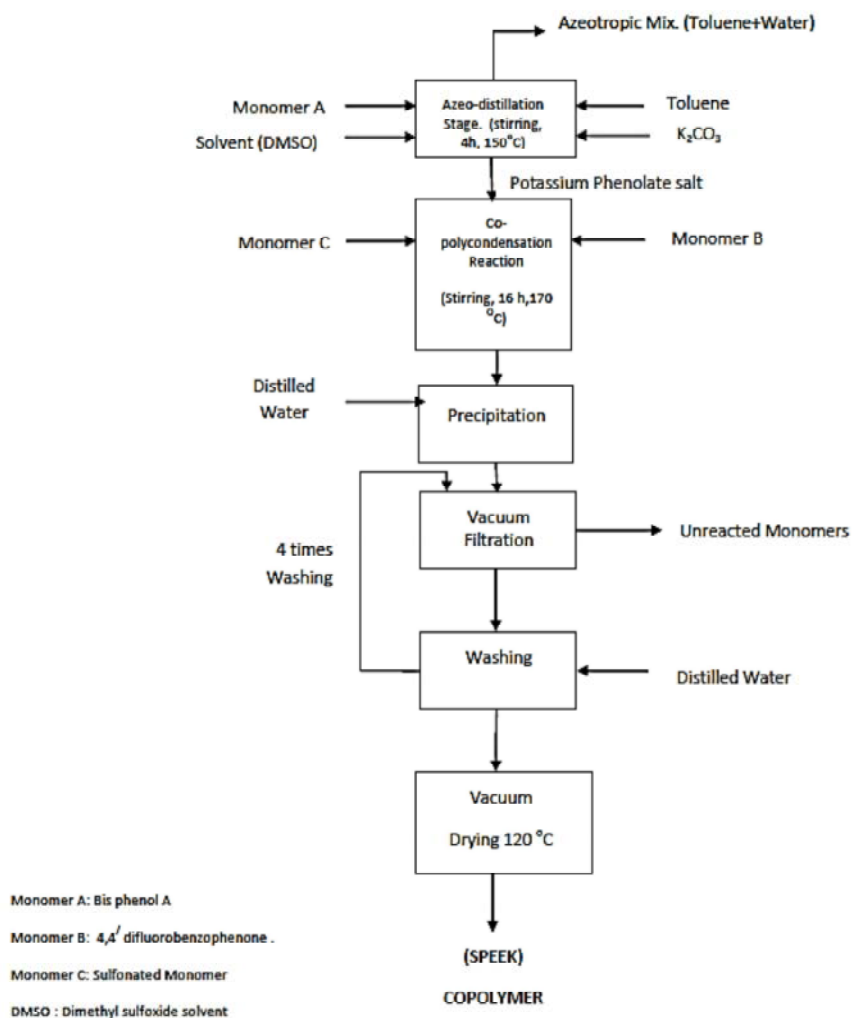 Azeotropic Mix. (Toluene+Water)
Monomer A
Solvent (DMSO)
Azeo-distillation
Stage. (stirring,
4h, 150°C)
Toluene
K₂CO₃
Potassium Phenolate salt
Monomer C
Co-
polycondensation
Reaction
(Stirring, 16 h,170
°C)
Monomer B
Distilled
Water
Precipitation
4 times
Washing
Vacuum
Filtration
Unreacted Monomers
Washing
Distilled Water
Vacuum
Drying 120 °C
Monomer A: Bis phenol A
Monomer B: 4,4/ difluorobenzophenone .
Monomer C: Sulfonated Monomer
DMSO : Dimethyl sulfoxide solvent
(SPEEK)
COPOLYMER